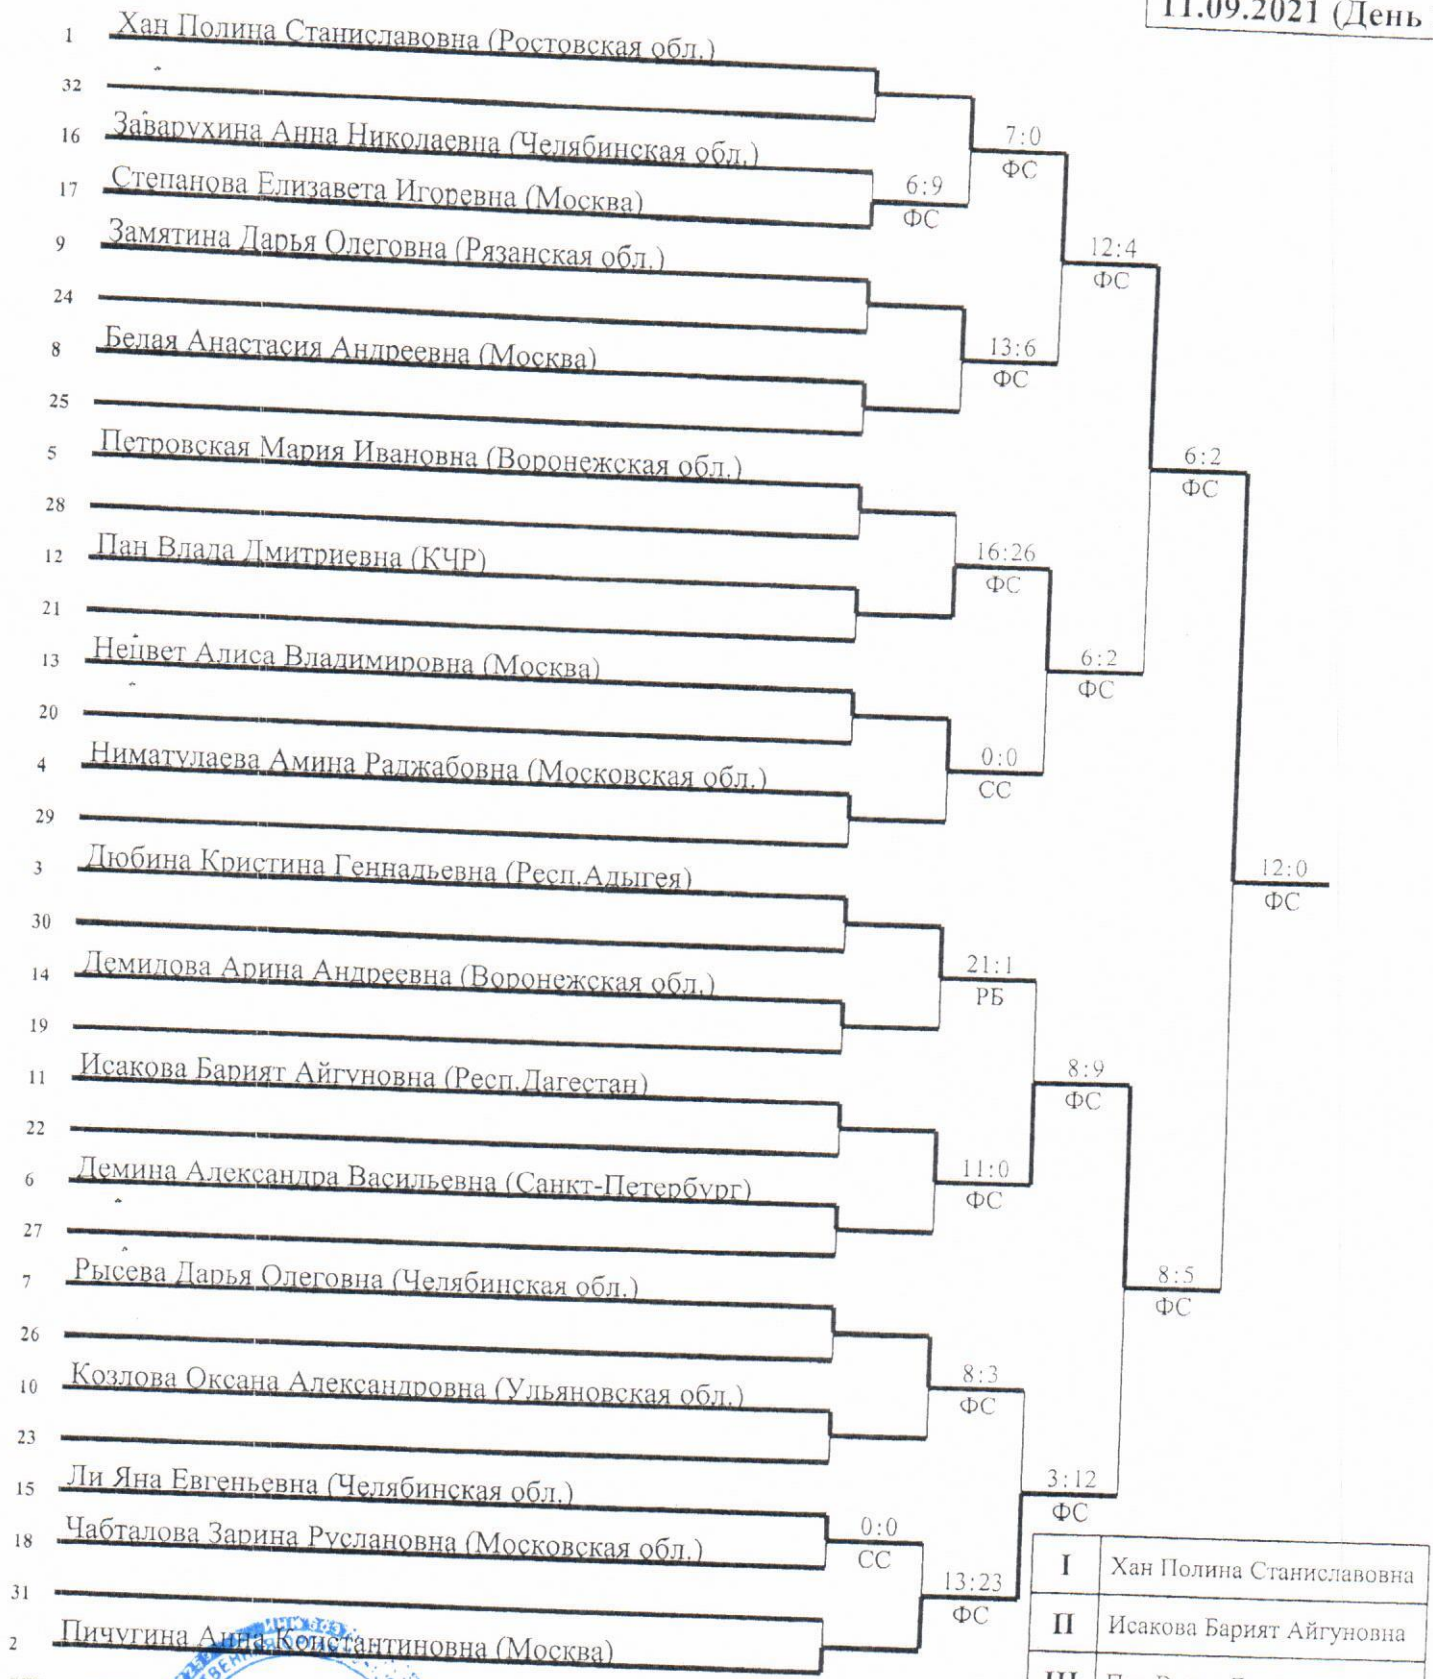 11.09.2021 (День
1 Хан Полина Станиславовна (Ростовская обл.)
32
16 Заварухина Анна Николаевна (Челябинская обл.)
7:0
ФС
17 Степанова Елизавета Игоревна (Москва)
6:9
ФС
9 Замятина Дарья Олеговна (Рязанская обл.)
12:4
ФС
24
8 Белая Анастасия Андреевна (Москва)
13:6
ФС
25
5 Петровская Мария Ивановна (Воронежская обл.)
6:2
ФС
28
12 Пан Влада Дмитриевна (КЧР)
16:26
ФС
21
13 Нецвет Алиса Владимировна (Москва)
6:2
ФС
20
4 Ниматулаева Амина Раджабовна (Московская обл.)
0:0
СС
29
3 Дюбина Кристина Геннадьевна (Респ.Адыгея)
12:0
ФС
30
14 Демидова Арина Андреевна (Воронежская обл.)
21:1
РБ
19
11 Исакова Барият Айгуновна (Респ.Дагестан)
8:9
ФС
22
6 Демина Александра Васильевна (Санкт-Петербург)
11:0
ФС
27
7 Рысева Дарья Олеговна (Челябинская обл.)
8:5
ФС
26
10 Козлова Оксана Александровна (Ульяновская обл.)
8:3
ФС
23
15 Ли Яна Евгеньевна (Челябинская обл.)
3:12
ФС
18 Чабталова Зарина Руслановна (Московская обл.)
0:0
СС
31
13:23
ФС
2 Пичугина Анна Константиновна (Москва)
I Хан Полина Станиславовна
II Исакова Барият Айгуновна
III